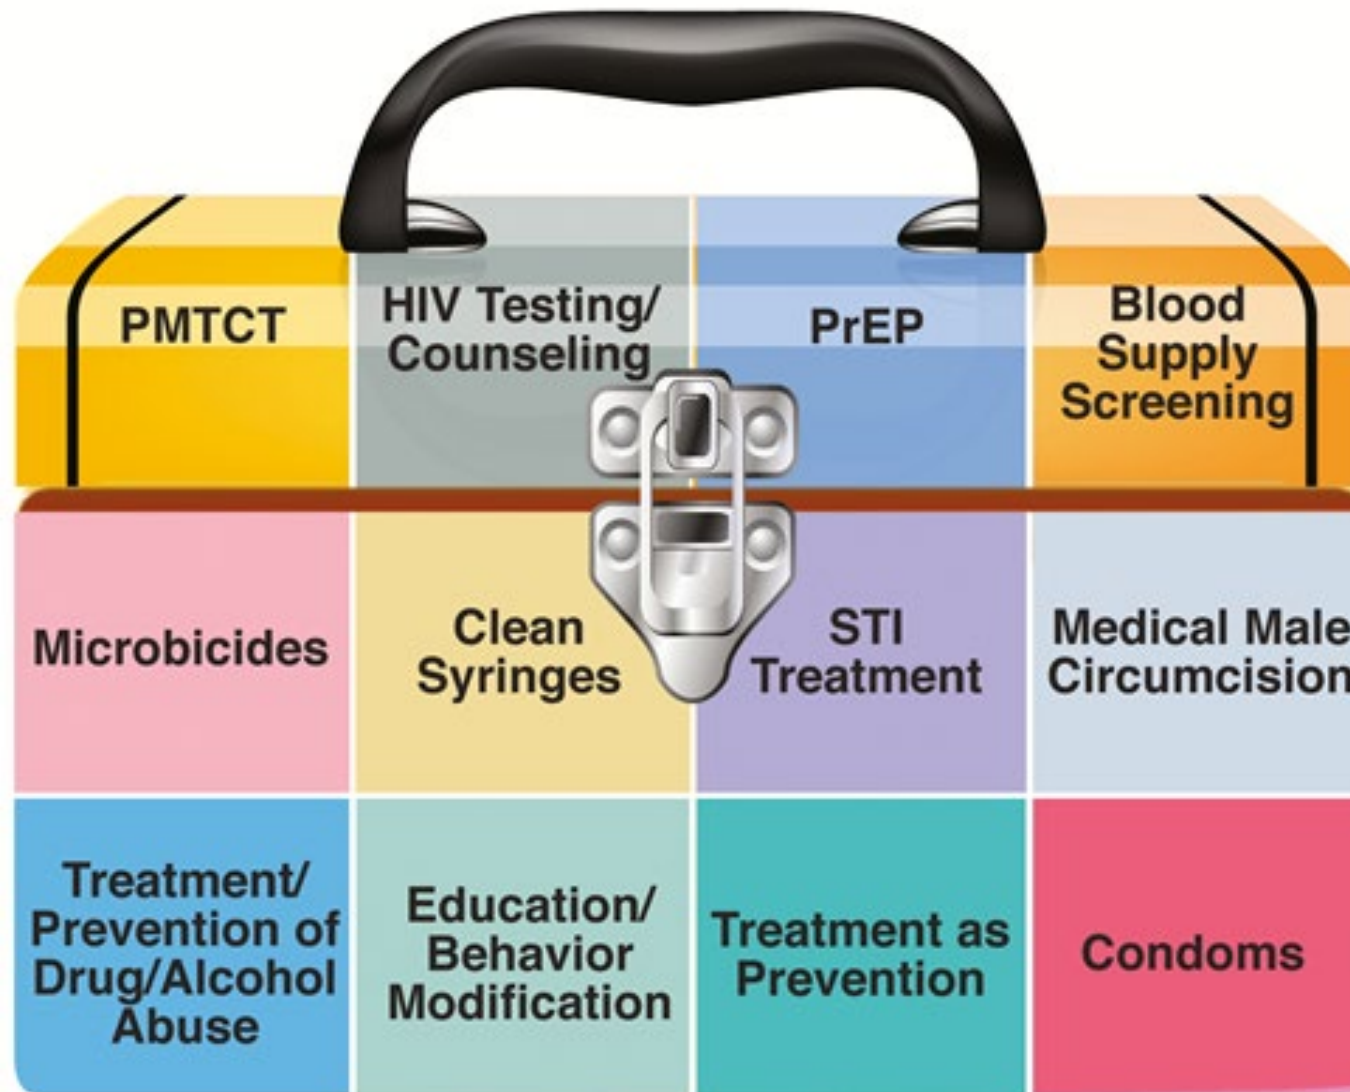 PMTCT
HIV Testing/
Counseling
PrEP
Blood
Supply
Screening
Microbicides
Clean
Syringes
STI
Treatment
Medical Male
Circumcision
Treatment/
Prevention of
Drug/Alcohol
Abuse
Education/
Behavior
Modification
Treatment as
Prevention
Condoms